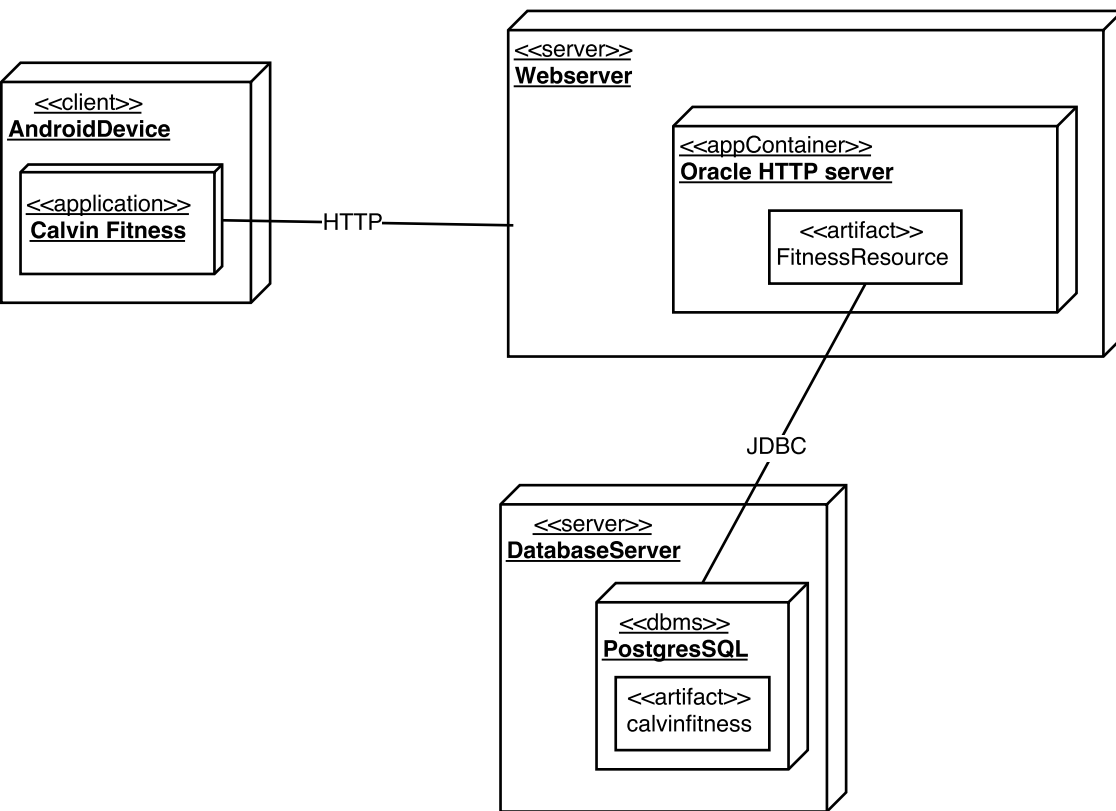 <<client>>
AndroidDevice
<<application>>
Calvin Fitness
HTTP
<<server>>
Webserver
<<appContainer>>
Oracle HTTP server
<<artifact>>
FitnessResource
JDBC
<<server>>
DatabaseServer
<<dbms>>
PostgresSQL
<<artifact>>
calvinfitness